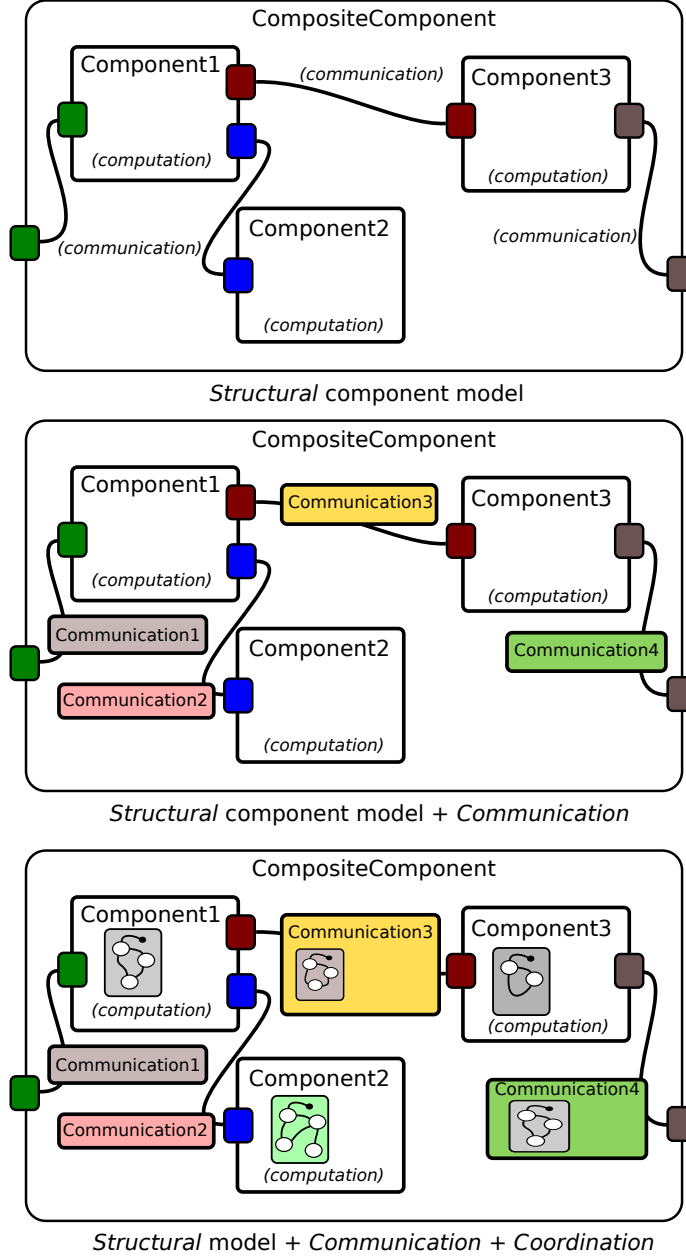 CompositeComponent
Component1
(communication)
Component3
(computation)
(computation)
(communication)
Component2
(communication)
(computation)
Structural component model
CompositeComponent
Component1
Communication3
Component3
(computation)
(computation)
Communication1
Component2
Communication4
Communication2
(computation)
Structural component model + Communication
CompositeComponent
Component1
Communication3
Component3
(computation)
(computation)
Communication1
Component2
Communication4
Communication2
(computation)
Structural model + Communication + Coordination